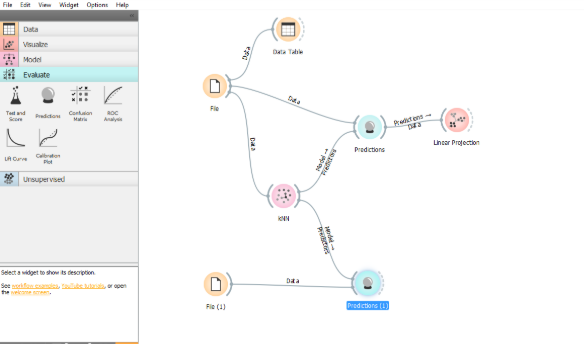 File Edit View Widget Options Help
Data
Visualize
Model
Evaluate
Test and Score
Predictions
Confusion Matrix
ROC Analysis
Lift Curve
Calibration Plot
Unsupervised
Select a widget to show its description.
See workflow examples, YouTube tutorials, or open
the welcome screen.
Data
Data Table
File
Data
Data
Predictions → Data
Predictions
Linear Projection
Model → Predictors
kNN
Model → Predictors
Data
File (1)
Predictions (1)